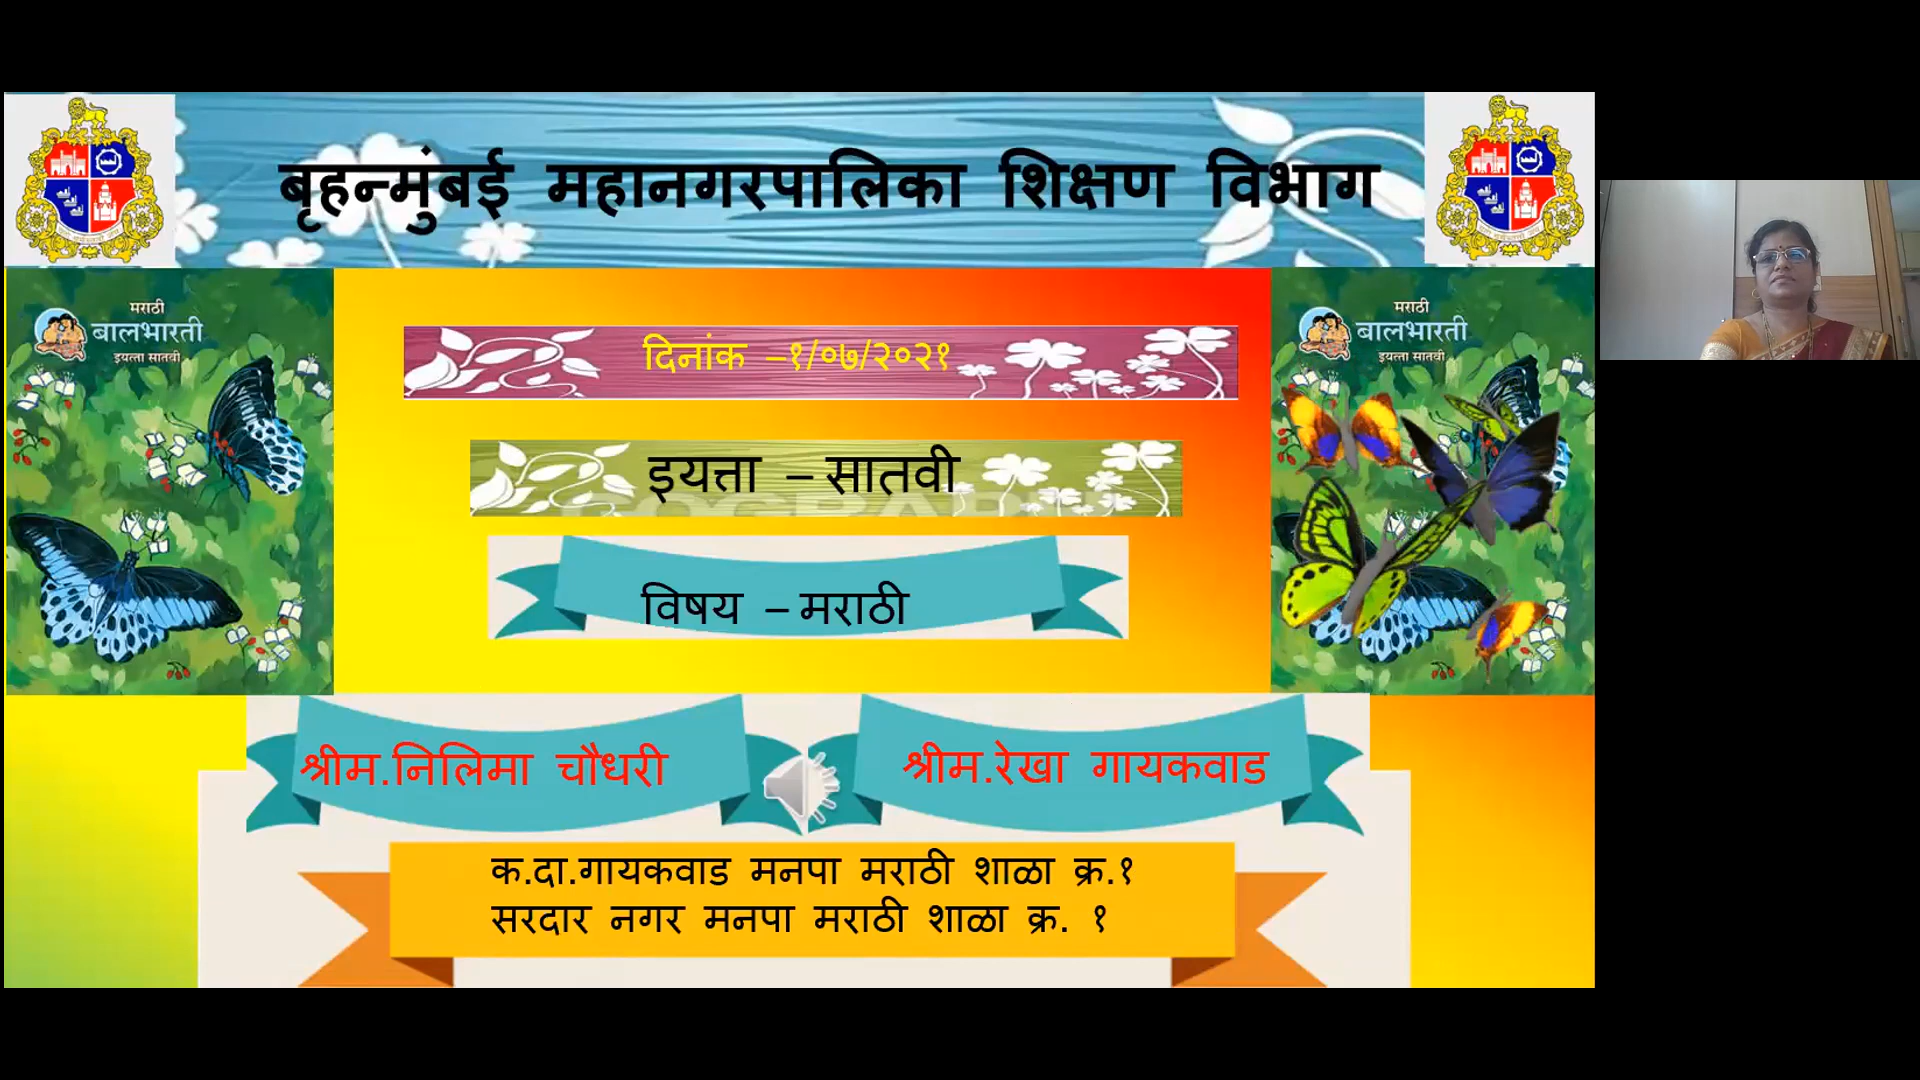 बृहन्मुंबई महानगरपालिका शिक्षण विभाग
मराठी
बालभारती
इयत्ता सातवी
मराठी
बालभारती
इयत्ता सातवी
दिनांक –१/०७/२०२१
इयत्ता – सातवी
विषय – मराठी
श्रीम.निलिमा चौधरी
श्रीम.रेखा गायकवाड
क.दा.गायकवाड मनपा मराठी शाळा क्र.१
सरदार नगर मनपा मराठी शाळा क्र. १